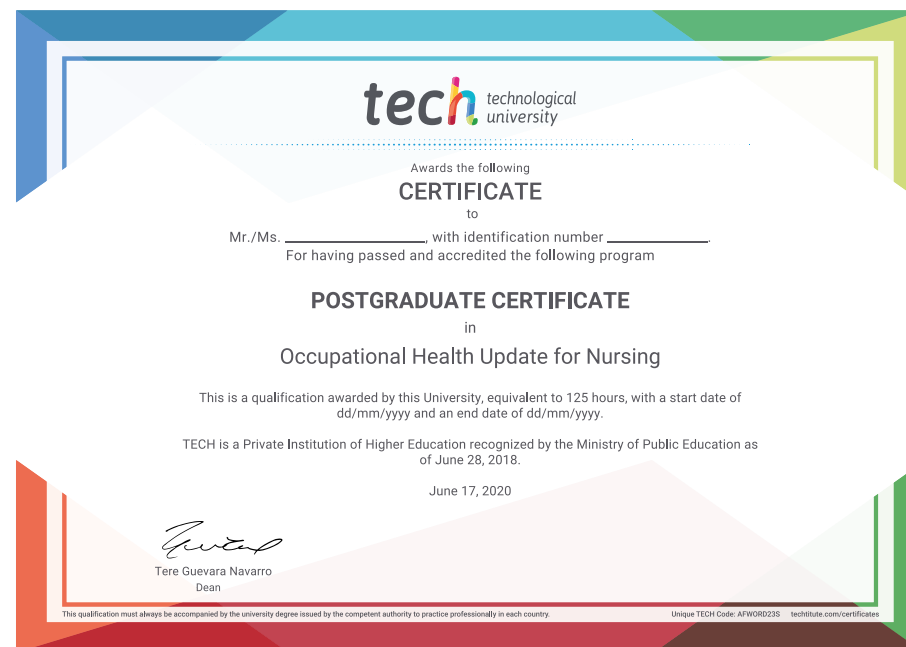 tech technological
university
Awards the following
CERTIFICATE
to
Mr./Ms. ____________________, with identification number ______________.
For having passed and accredited the following program
POSTGRADUATE CERTIFICATE
in
Occupational Health Update for Nursing
This is a qualification awarded by this University, equivalent to 125 hours, with a start date of
dd/mm/yyyy and an end date of dd/mm/yyyy.
TECH is a Private Institution of Higher Education recognized by the Ministry of Public Education as
of June 28, 2018.
June 17, 2020
Tere Guevara Navarro
Dean
This qualification must always be accompanied by the university degree issued by the competent authority to practice professionally in each country.
Unique TECH Code: AFWORD23S techtitute.com/certificates